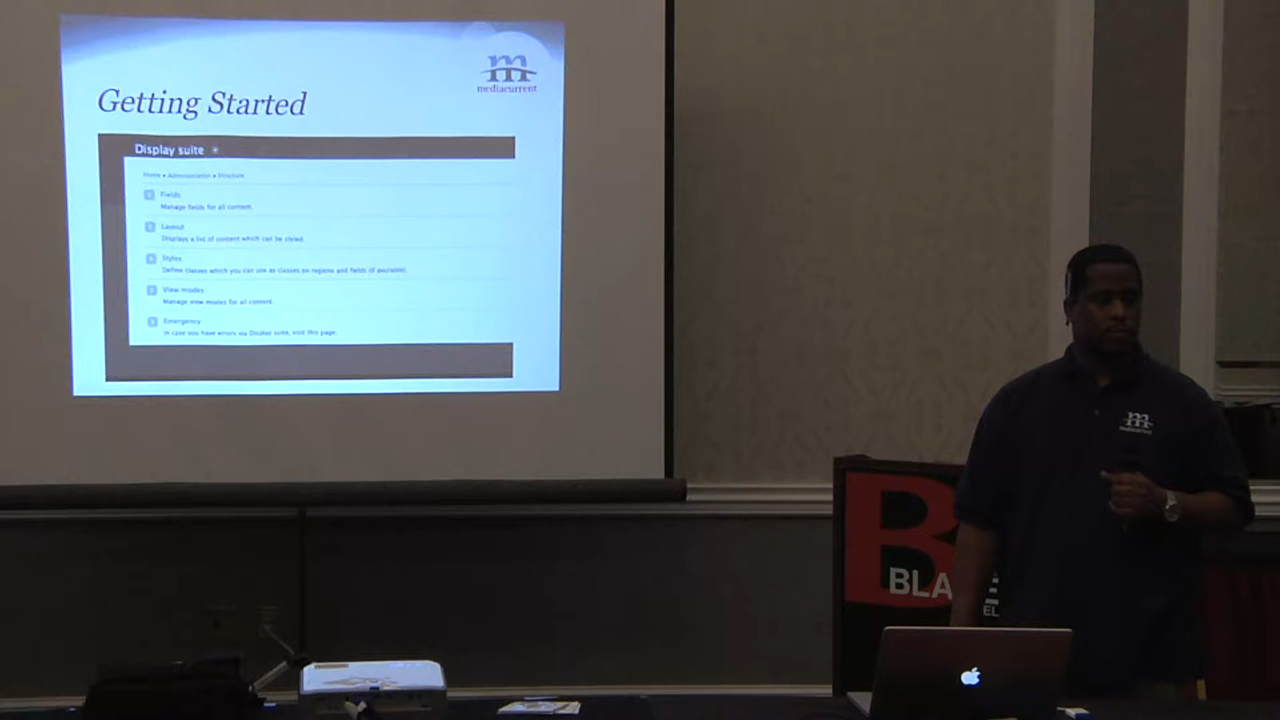 m
mediacurrent
Getting Started
Display suite
Home • Administration • Structure
Fields
Manage fields for all content.
Layout
Displays a list of content which can be styled.
Styles
Define classes which you can use as classes on regions and fields (if available).
View modes
Manage view modes for all content.
Emergency
In case you have errors via Display suite, visit this page.
m
mediacurrent
B
BLA E
EL